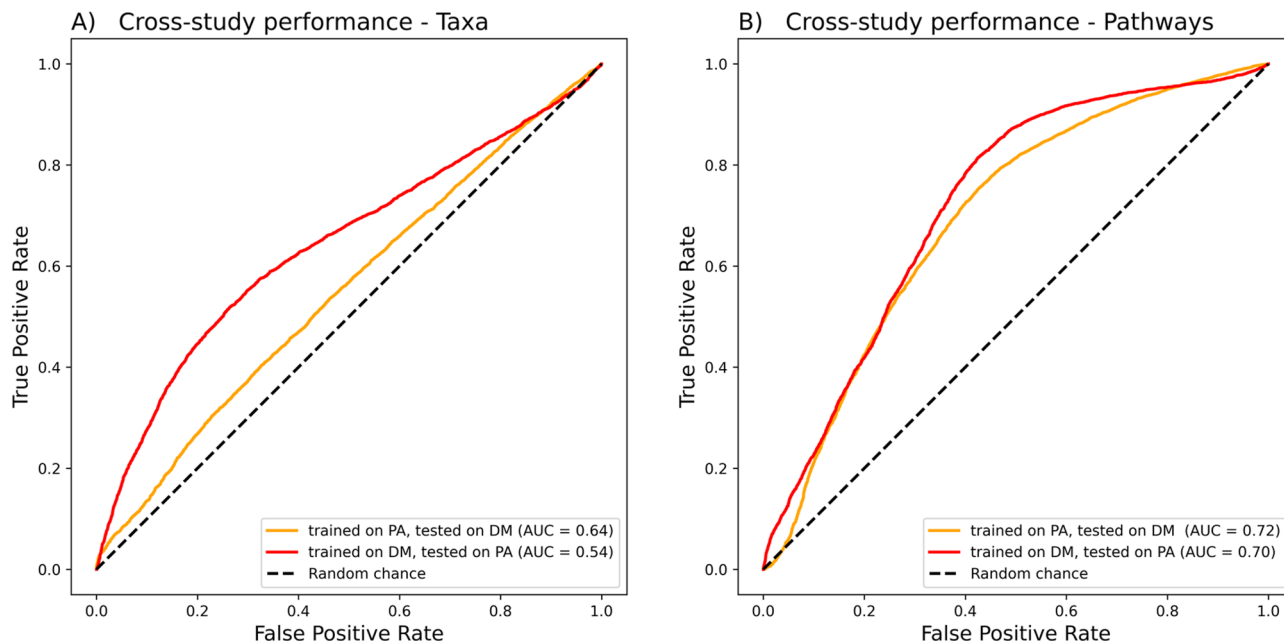 A) Cross-study performance - Taxa
1.0
0.8
0.6
0.4
0.2
0.0
True Positive Rate
trained on PA, tested on DM (AUC = 0.64)
trained on DM, tested on PA (AUC = 0.54)
Random chance
0.0 0.2 0.4 0.6 0.8 1.0
False Positive Rate
B) Cross-study performance - Pathways
1.0
0.8
0.6
0.4
0.2
0.0
True Positive Rate
trained on PA, tested on DM (AUC = 0.72)
trained on DM, tested on PA (AUC = 0.70)
Random chance
0.0 0.2 0.4 0.6 0.8 1.0
False Positive Rate